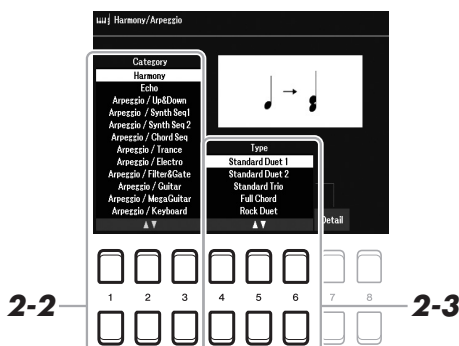 Harmony/Arpeggio
Category
Harmony
Echo
Arpeggio / Up&Down
Arpeggio / Synth Seq1
Arpeggio / Synth Seq 2
Arpeggio / Chord Seq
Arpeggio / Trance
Arpeggio / Electro
Arpeggio / Filter&Gate
Arpeggio / Guitar
Arpeggio / MegaGuitar
Arpeggio / Keyboard
Type
Standard Duet 1
Standard Duet 2
Standard Trio
Full Chord
Rock Duet
Detail
1 2 3 4 5 6 7 8
2-2
2-3